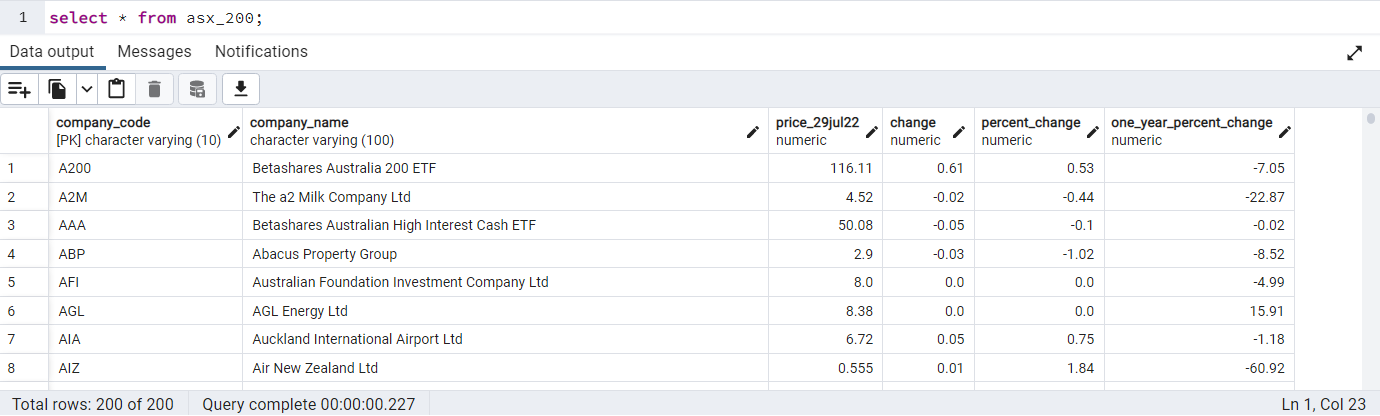 1 select * from asx_200;
Data output Messages Notifications
company_code company_name price_29jul22 change percent_change one_year_percent_change
[PK] character varying (10) character varying (100) numeric numeric numeric numeric
1 A200 Betashares Australia 200 ETF 116.11 0.61 0.53 -7.05
2 A2M The a2 Milk Company Ltd 4.52 -0.02 -0.44 -22.87
3 AAA Betashares Australian High Interest Cash ETF 50.08 -0.05 -0.1 -0.02
4 ABP Abacus Property Group 2.9 -0.03 -1.02 -8.52
5 AFI Australian Foundation Investment Company Ltd 8.0 0.0 0.0 -4.99
6 AGL AGL Energy Ltd 8.38 0.0 0.0 15.91
7 AIA Auckland International Airport Ltd 6.72 0.05 0.75 -1.18
8 AIZ Air New Zealand Ltd 0.555 0.01 1.84 -60.92
Total rows: 200 of 200 Query complete 00:00:00.227 Ln 1, Col 23